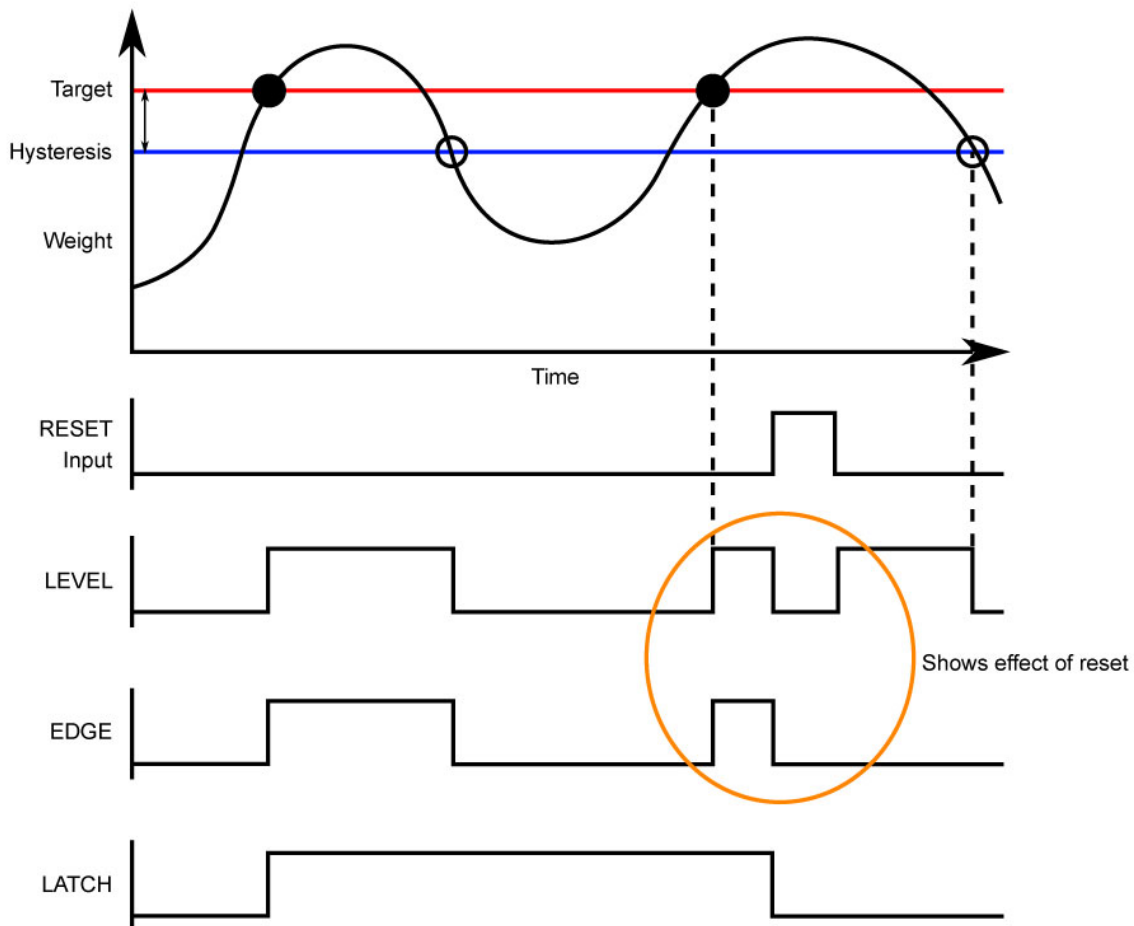 Target
Hysteresis
Weight
Time
RESET
Input
LEVEL
Shows effect of reset
EDGE
LATCH